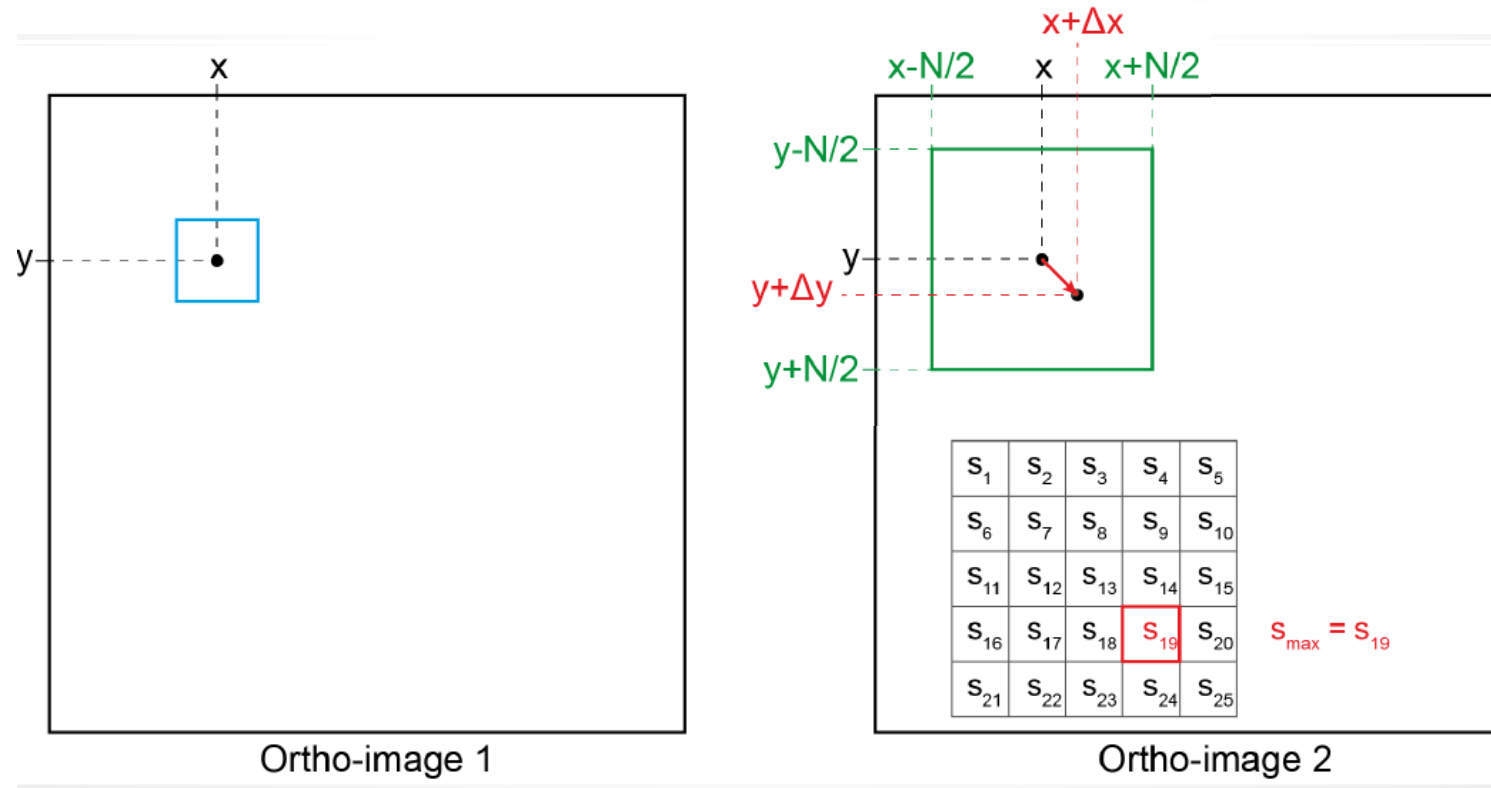 x
y
Ortho-image 1
x+Δx
x-N/2 x x+N/2
y-N/2
y
y+Δy
y+N/2
s1 s2 s3 s4 s5
s6 s7 s8 s9 s10
s11 s12 s13 s14 s15
s16 s17 s18 s19 s20
smax = s19
s21 s22 s23 s24 s25
Ortho-image 2